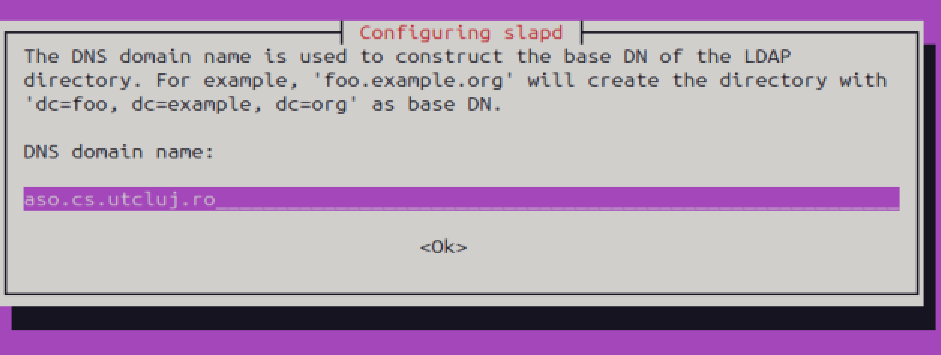 Configuring slapd
The DNS domain name is used to construct the base DN of the LDAP
directory. For example, 'foo.example.org' will create the directory with
'dc=foo, dc=example, dc=org' as base DN.
DNS domain name:
aso.cs.utcluj.ro
<Ok>